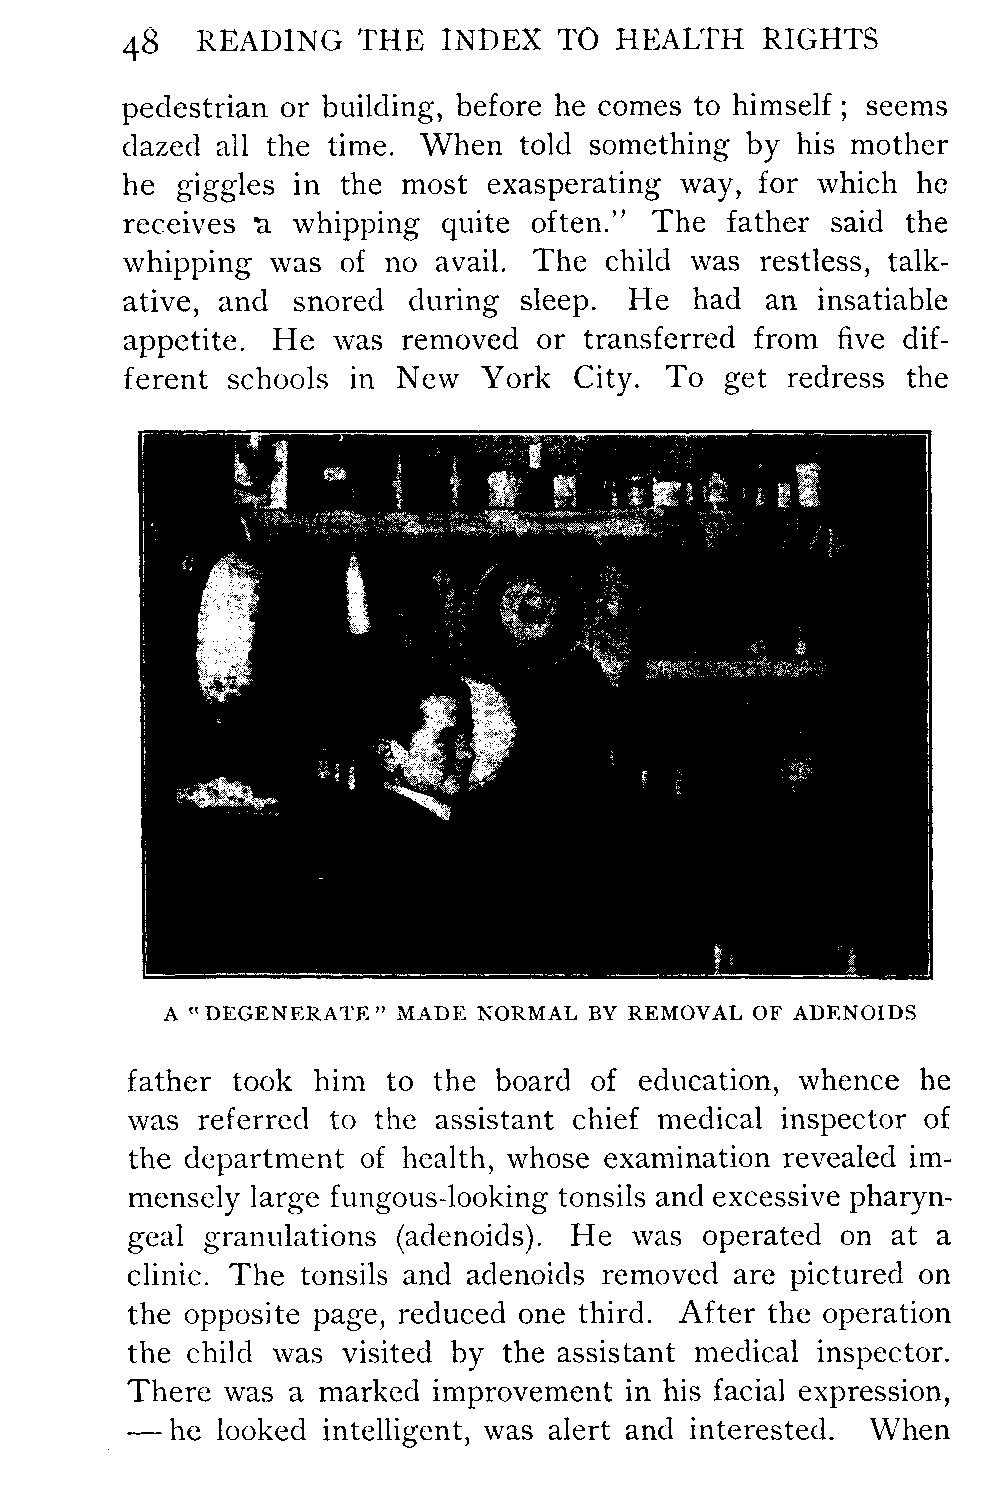 48 READING THE INDEX TO HEALTH RIGHTS
pedestrian or building, before he comes to himself; seems
dazed all the time. When told something by his mother
he giggles in the most exasperating way, for which he
receives a whipping quite often.” The father said the
whipping was of no avail. The child was restless, talk-
ative, and snored during sleep. He had an insatiable
appetite. He was removed or transferred from five dif-
ferent schools in New York City. To get redress the
A “DEGENERATE” MADE NORMAL BY REMOVAL OF ADENOIDS
father took him to the board of education, whence he
was referred to the assistant chief medical inspector of
the department of health, whose examination revealed im-
mensely large fungous-looking tonsils and excessive pharyn-
geal granulations (adenoids). He was operated on at a
clinic. The tonsils and adenoids removed are pictured on
the opposite page, reduced one third. After the operation
the child was visited by the assistant medical inspector.
There was a marked improvement in his facial expression,
— he looked intelligent, was alert and interested. When